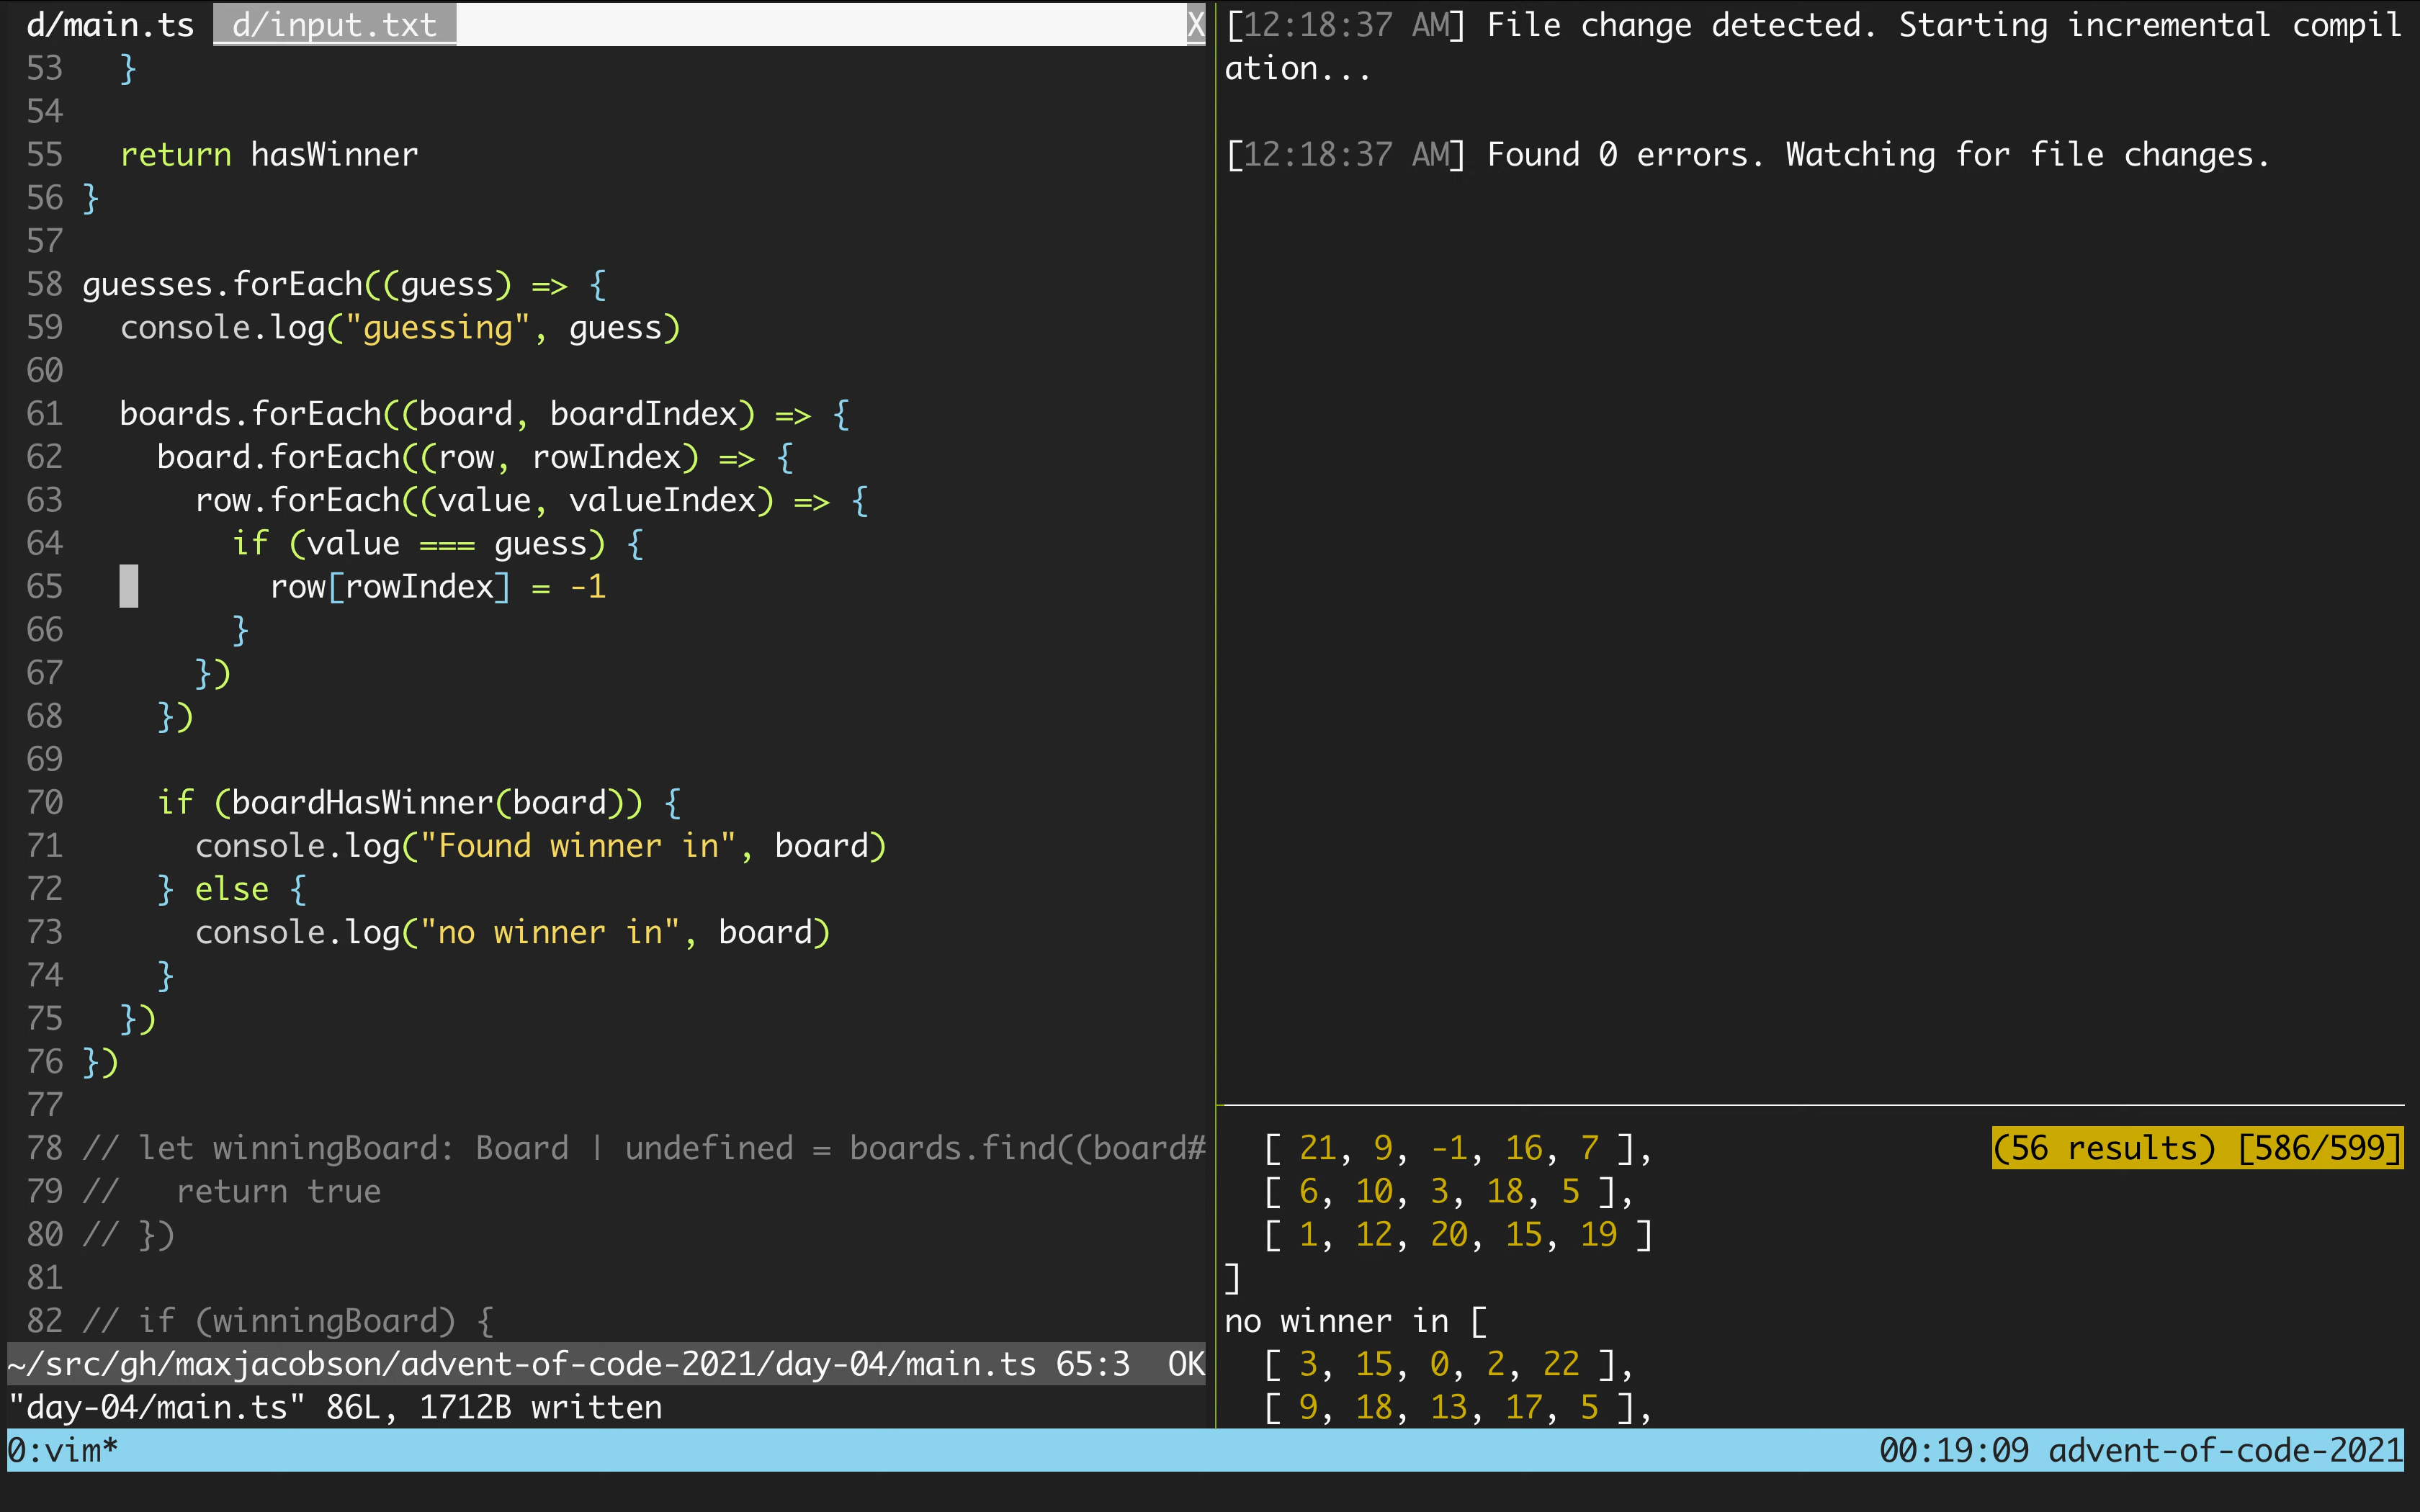 d/main.ts d/input.txt X
53   }
54
55   return hasWinner
56 }
57
58 guesses.forEach((guess) => {
59   console.log("guessing", guess)
60
61   boards.forEach((board, boardIndex) => {
62     board.forEach((row, rowIndex) => {
63       row.forEach((value, valueIndex) => {
64         if (value === guess) {
65           row[rowIndex] = -1
66         }
67       })
68     })
69
70     if (boardHasWinner(board)) {
71       console.log("Found winner in", board)
72     } else {
73       console.log("no winner in", board)
74     }
75   })
76 })
77
78 // let winningBoard: Board | undefined = boards.find((board#
79 //   return true
80 // })
81
82 // if (winningBoard) {
~/src/gh/maxjacobson/advent-of-code-2021/day-04/main.ts 65:3  OK
"day-04/main.ts" 86L, 1712B written
[12:18:37 AM] File change detected. Starting incremental compil
ation...
[12:18:37 AM] Found 0 errors. Watching for file changes.
  [ 21, 9, -1, 16, 7 ], (56 results) [586/599]
  [ 6, 10, 3, 18, 5 ],
  [ 1, 12, 20, 15, 19 ]
]
no winner in [
  [ 3, 15, 0, 2, 22 ],
  [ 9, 18, 13, 17, 5 ],
0:vim* 00:19:09 advent-of-code-2021